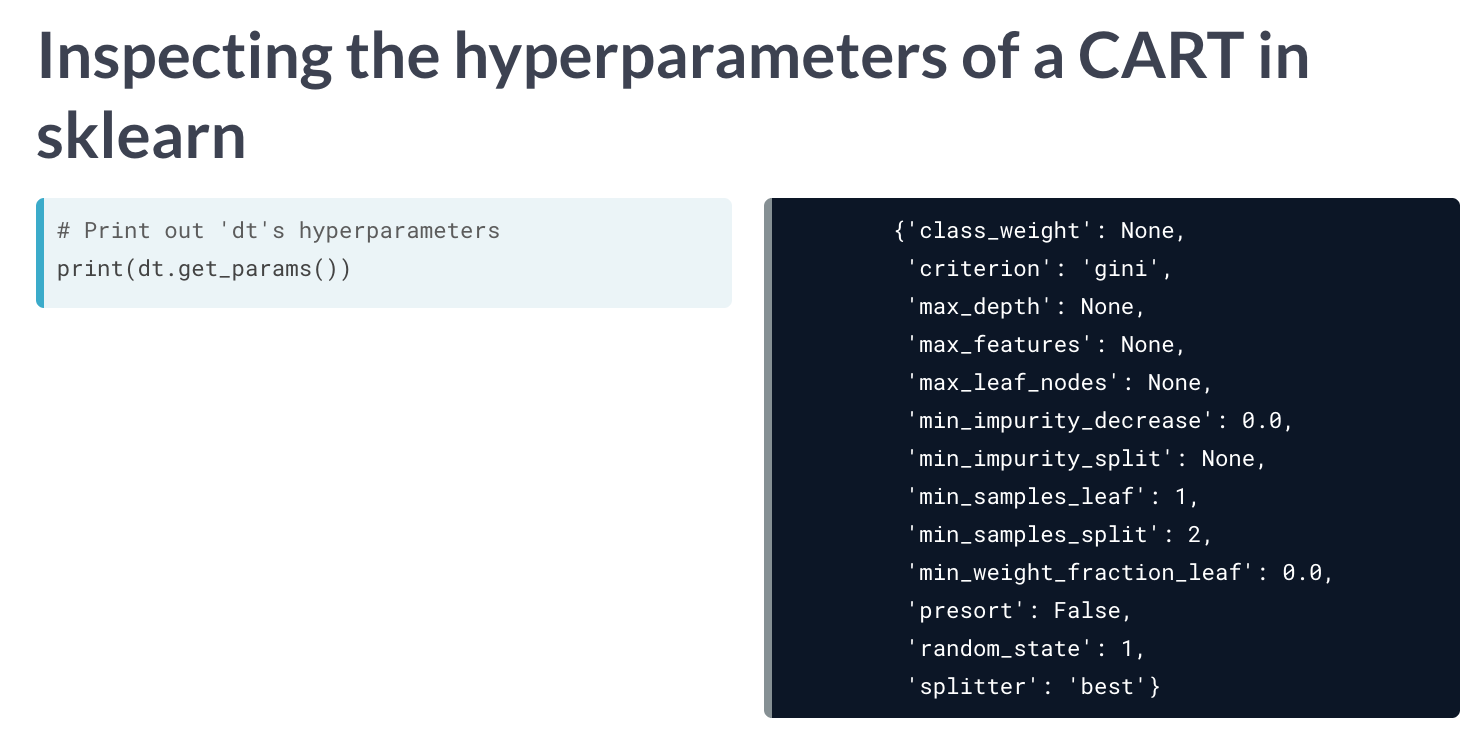 Inspecting the hyperparameters of a CART in
sklearn
# Print out 'dt's hyperparameters
print(dt.get_params())
{'class_weight': None,
'criterion': 'gini',
'max_depth': None,
'max_features': None,
'max_leaf_nodes': None,
'min_impurity_decrease': 0.0,
'min_impurity_split': None,
'min_samples_leaf': 1,
'min_samples_split': 2,
'min_weight_fraction_leaf': 0.0,
'presort': False,
'random_state': 1,
'splitter': 'best'}